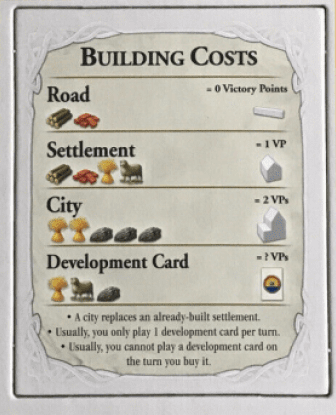 BUILDING COSTS
Road = 0 Victory Points
Settlement = 1 VP
City = 2 VPs
Development Card = ? VPs
• A city replaces an already-built settlement.
• Usually, you only play 1 development card per turn.
• Usually, you cannot play a development card on
the turn you buy it.